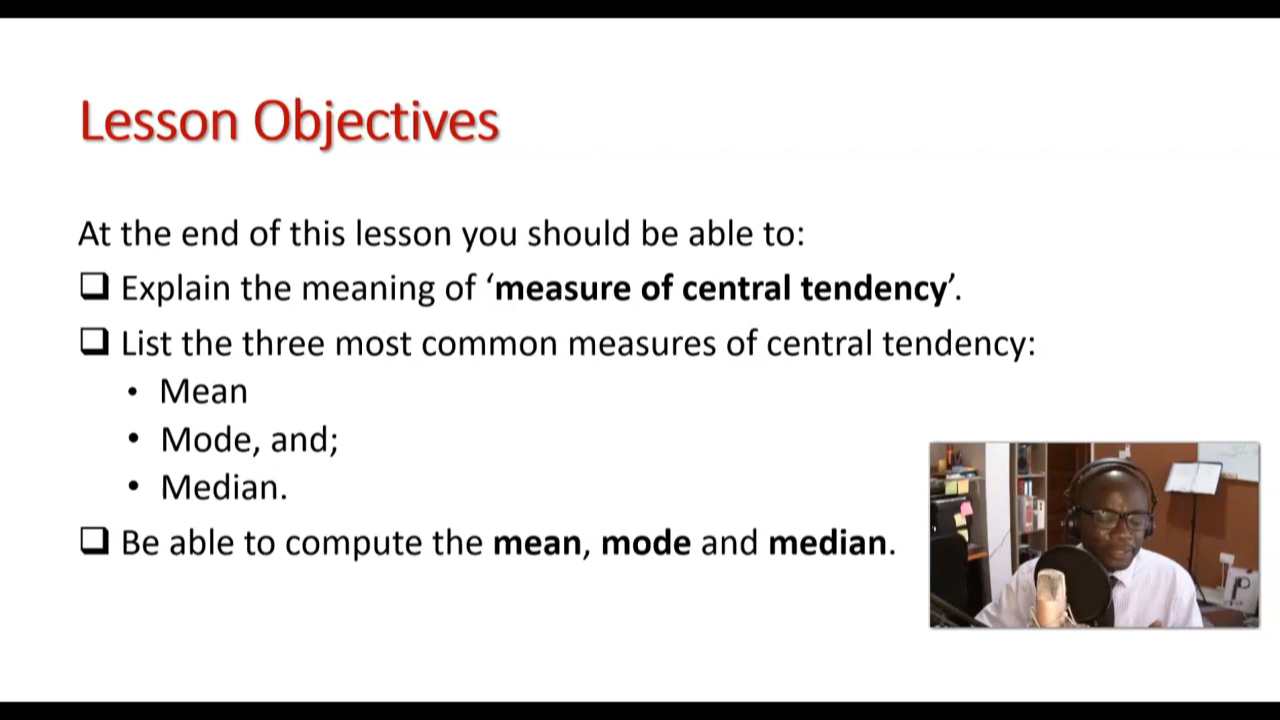 Lesson Objectives
At the end of this lesson you should be able to:
❑ Explain the meaning of ‘measure of central tendency’.
❑ List the three most common measures of central tendency:
• Mean
• Mode, and;
• Median.
❑ Be able to compute the mean, mode and median.